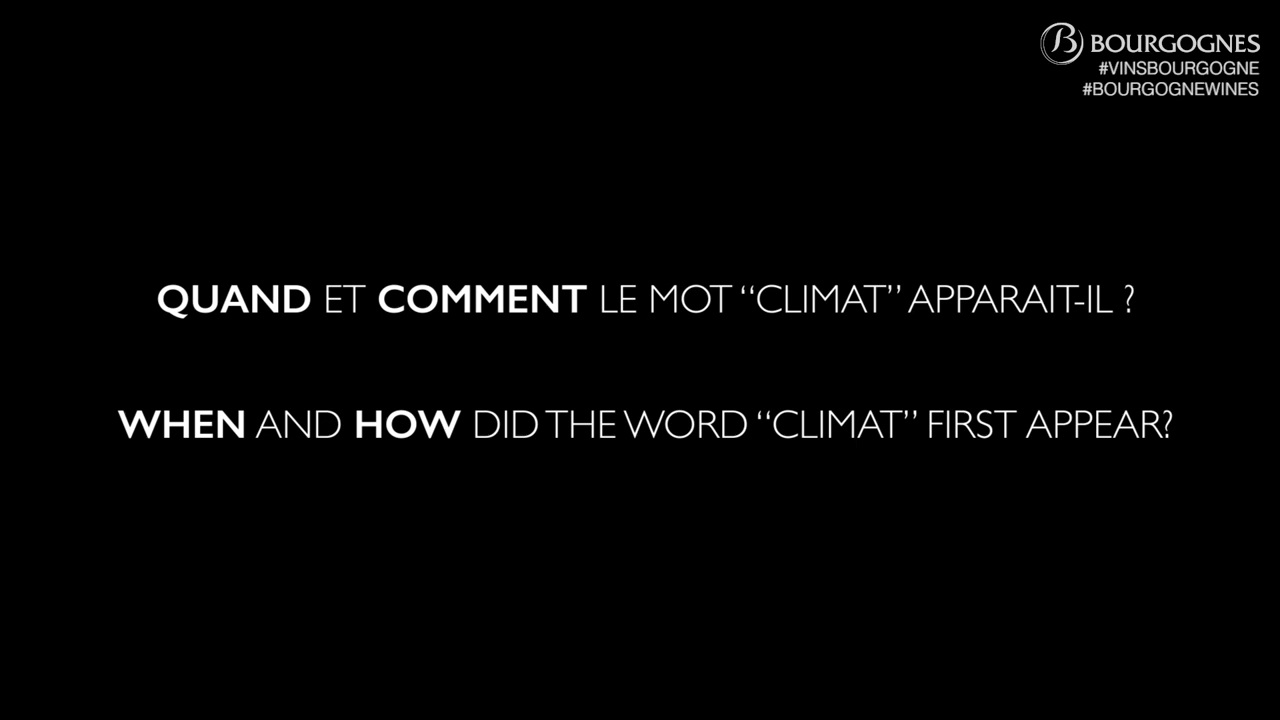 BOURGOGNES
#VINSBOURGOGNE
#BOURGOGNEWINES
QUAND ET COMMENT LE MOT “CLIMAT” APPARAIT-IL ?
WHEN AND HOW DID THE WORD “CLIMAT” FIRST APPEAR?